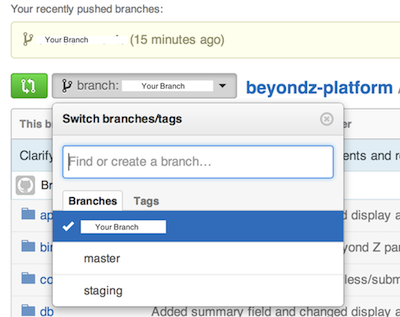 Your recently pushed branches:
Your Branch (15 minutes ago)
branch: Your Branch
beyondz-platform /
Switch branches/tags
This b
er
Find or create a branch...
Clarify
ents and re
Branches Tags
Br
Your Branch
ap
d display a
master
bi
yond Z pa
co
less/subm
staging
db
Added summary field and changed display a